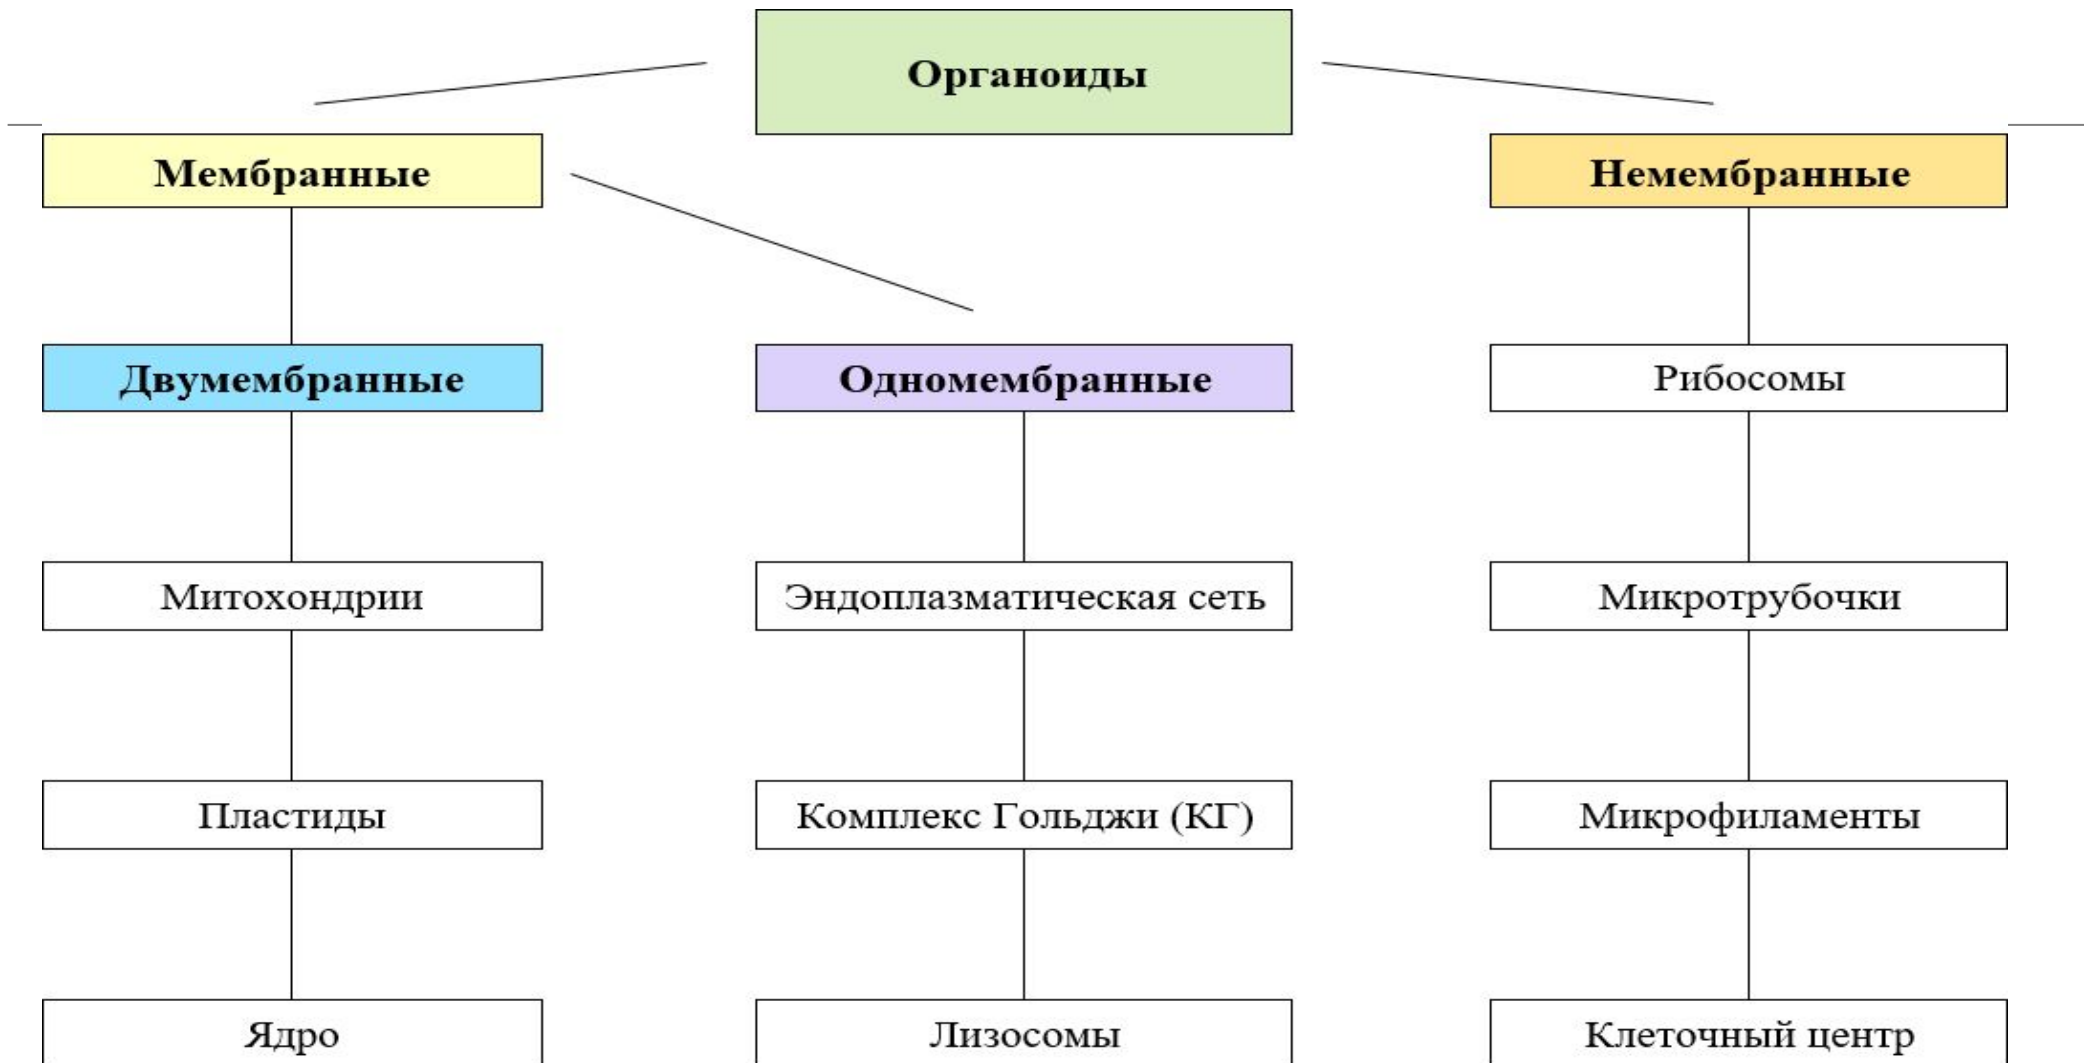 Органоиды
Мембранные
Немембранные
Двумембранные
Одномембранные
Рибосомы
Митохондрии
Эндоплазматическая сеть
Микротрубочки
Пластиды
Комплекс Гольджи (КГ)
Микрофиламенты
Ядро
Лизосомы
Клеточный центр